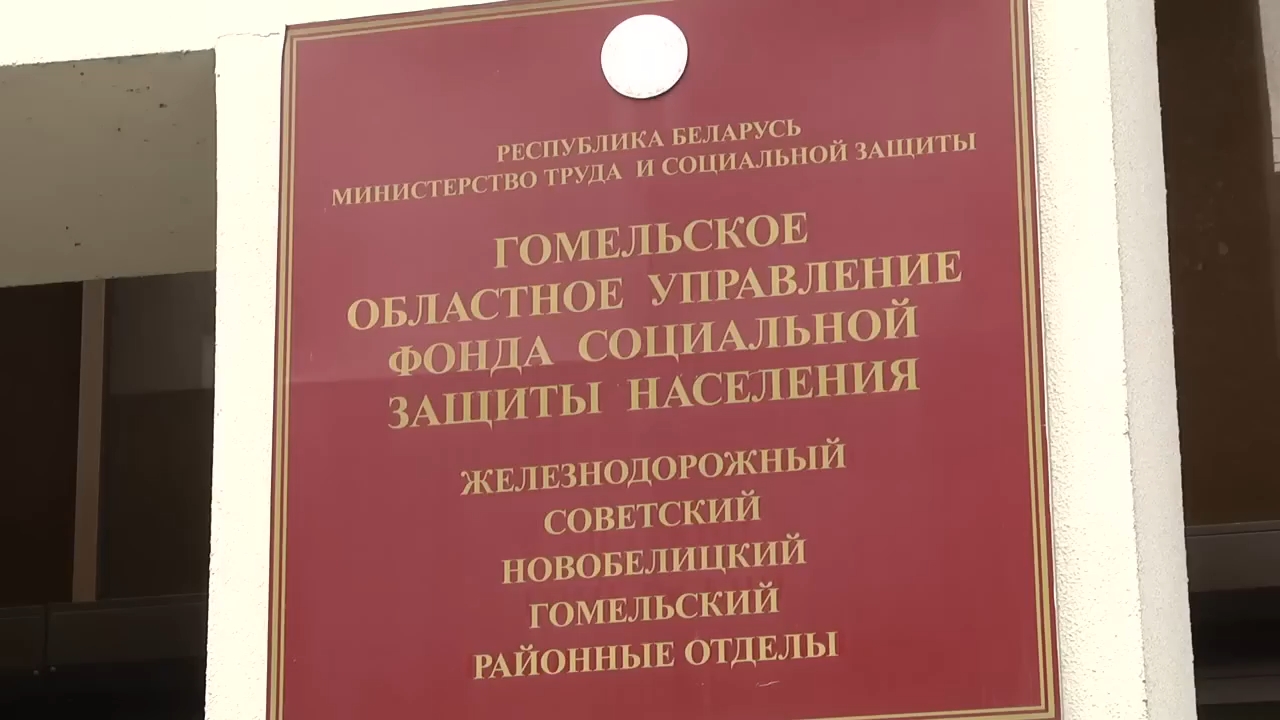 РЕСПУБЛИКА БЕЛАРУСЬ
МИНИСТЕРСТВО ТРУДА И СОЦИАЛЬНОЙ ЗАЩИТЫ
ГОМЕЛЬСКОЕ
ОБЛАСТНОЕ УПРАВЛЕНИЕ
ФОНДА СОЦИАЛЬНОЙ
ЗАЩИТЫ НАСЕЛЕНИЯ
ЖЕЛЕЗНОДОРОЖНЫЙ
СОВЕТСКИЙ
НОВОБЕЛИЦКИЙ
ГОМЕЛЬСКИЙ
РАЙОННЫЕ ОТДЕЛЫ